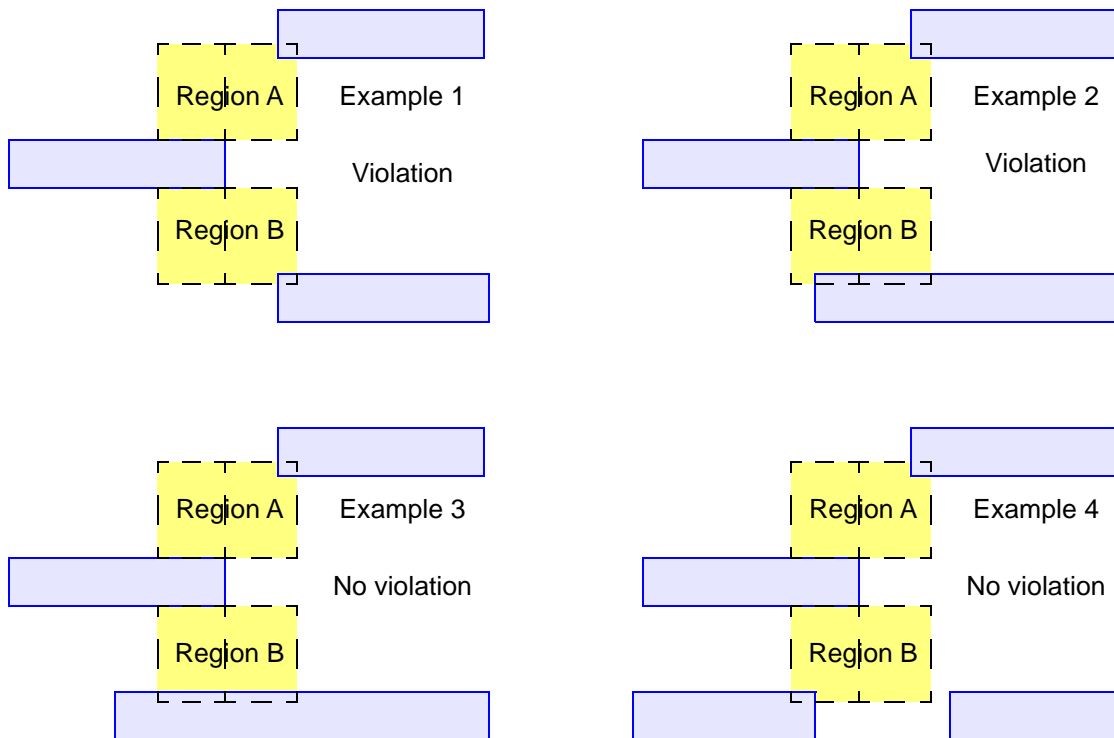 Region A
Example 1
Violation
Region B
Region A
Example 2
Violation
Region B
Region A
Example 3
No violation
Region B
Region A
Example 4
No violation
Region B